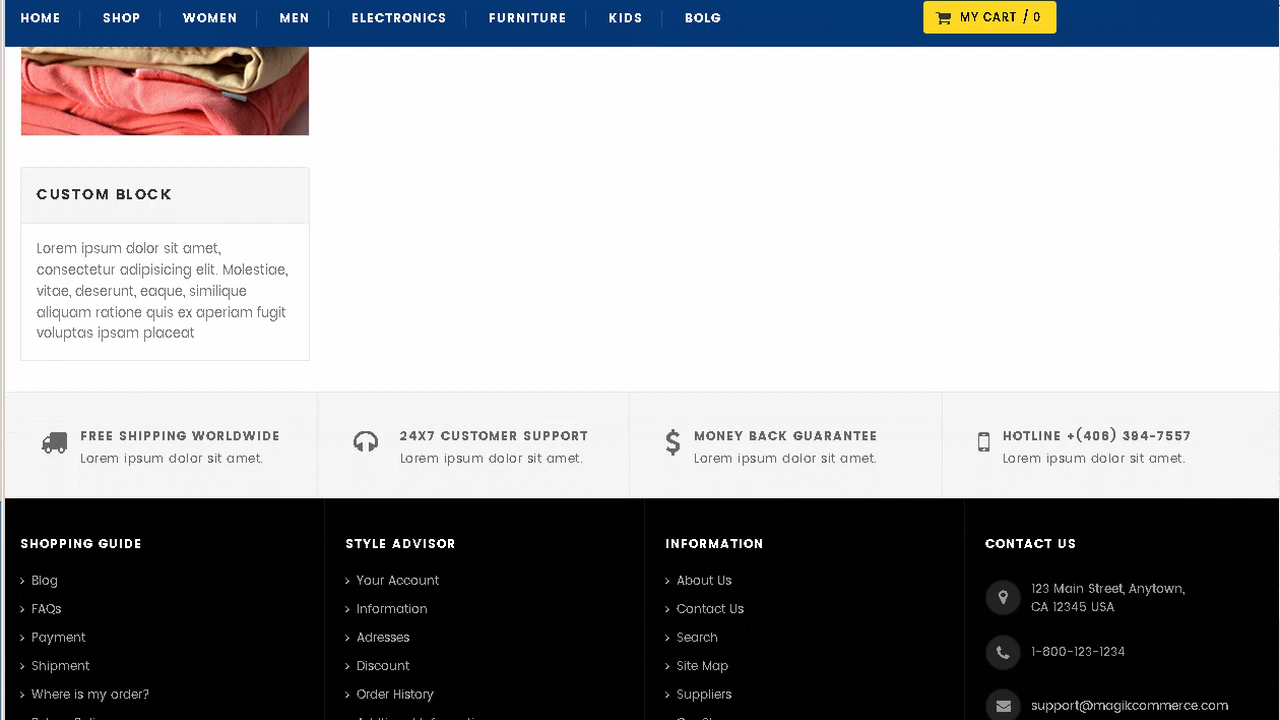 HOME SHOP WOMEN MEN ELECTRONICS FURNITURE KIDS BOLG MY CART / 0
CUSTOM BLOCK
Lorem ipsum dolor sit amet,
consectetur adipisicing elit. Molestiae,
vitae, deserunt, eaque, similique
aliquam ratione quis ex aperiam fugit
voluptas ipsam placeat
FREE SHIPPING WORLDWIDE
Lorem ipsum dolor sit amet.
24X7 CUSTOMER SUPPORT
Lorem ipsum dolor sit amet.
MONEY BACK GUARANTEE
Lorem ipsum dolor sit amet.
HOTLINE +(408) 394-7557
Lorem ipsum dolor sit amet.
SHOPPING GUIDE
Blog
FAQs
Payment
Shipment
Where is my order?
STYLE ADVISOR
Your Account
Information
Adresses
Discount
Order History
INFORMATION
About Us
Contact Us
Search
Site Map
Suppliers
CONTACT US
123 Main Street, Anytown,
CA 12345 USA
1-800-123-1234
support@magikcommerce.com